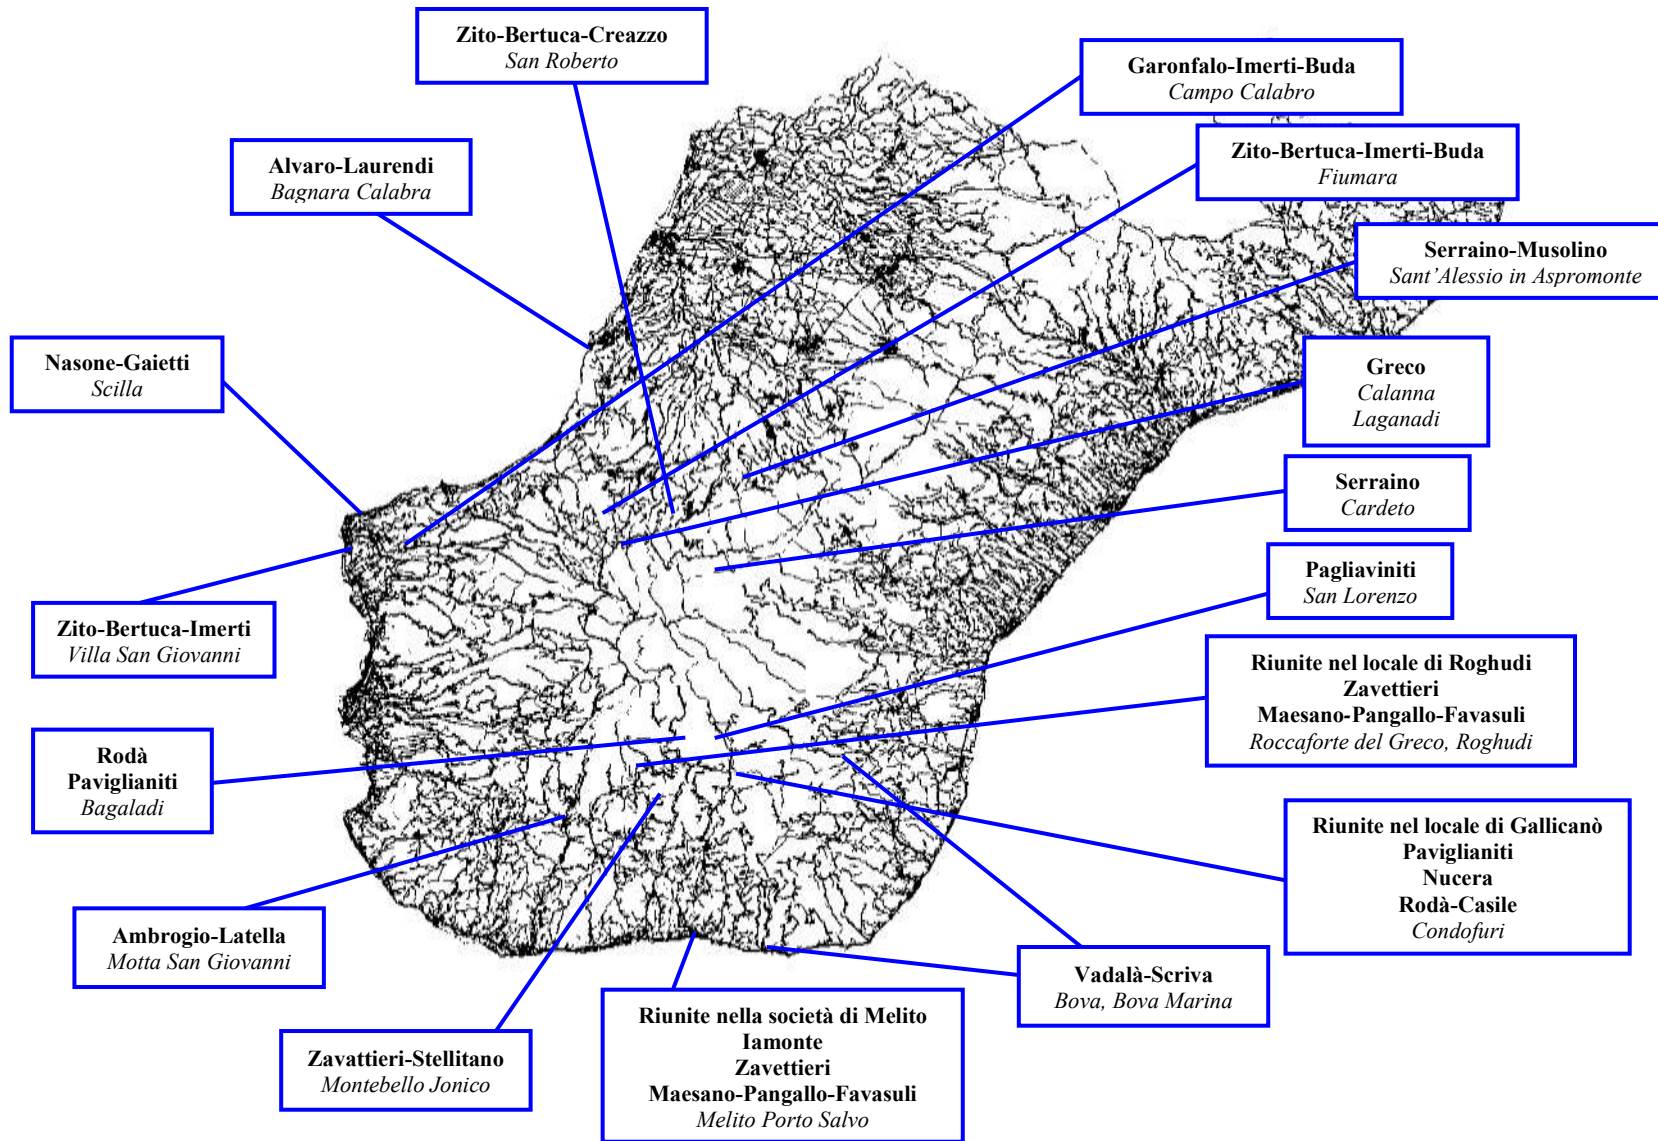 Zito-Bertuca-Creazzo
San Roberto
Garonfalo-Imerti-Buda
Campo Calabro
Alvaro-Laurendi
Bagnara Calabra
Zito-Bertuca-Imerti-Buda
Fiumara
Serraino-Musolino
Sant’Alessio in Aspromonte
Nasone-Gaietti
Scilla
Greco
Calanna
Laganadi
Serraino
Cardeto
Pagliaviniti
San Lorenzo
Zito-Bertuca-Imerti
Villa San Giovanni
Riunite nel locale di Roghudi
Zavettieri
Maesano-Pangallo-Favasuli
Roccaforte del Greco, Roghudi
Rodà
Paviglianiti
Bagaladi
Riunite nel locale di Gallicanò
Paviglianiti
Nucera
Rodà-Casile
Condofuri
Ambrogio-Latella
Motta San Giovanni
Vadalà-Scriva
Bova, Bova Marina
Zavattieri-Stellitano
Montebello Jonico
Riunite nella società di Melito
Iamonte
Zavettieri
Maesano-Pangallo-Favasuli
Melito Porto Salvo